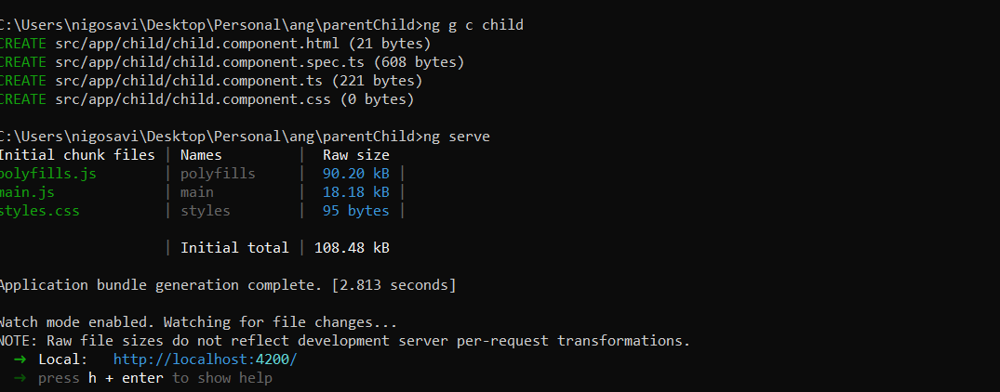 C:\Users\nigosavi\Desktop\Personal\ang\parentChild>ng g c child
CREATE src/app/child/child.component.html (21 bytes)
CREATE src/app/child/child.component.spec.ts (608 bytes)
CREATE src/app/child/child.component.ts (221 bytes)
CREATE src/app/child/child.component.css (0 bytes)
C:\Users\nigosavi\Desktop\Personal\ang\parentChild>ng serve
Initial chunk files | Names | Raw size
polyfills.js | polyfills | 90.20 kB |
main.js | main | 18.18 kB |
styles.css | styles | 95 bytes |
| Initial total | 108.48 kB
Application bundle generation complete. [2.813 seconds]
Watch mode enabled. Watching for file changes...
NOTE: Raw file sizes do not reflect development server per-request transformations.
➜ Local: http://localhost:4200/
➜ press h + enter to show help